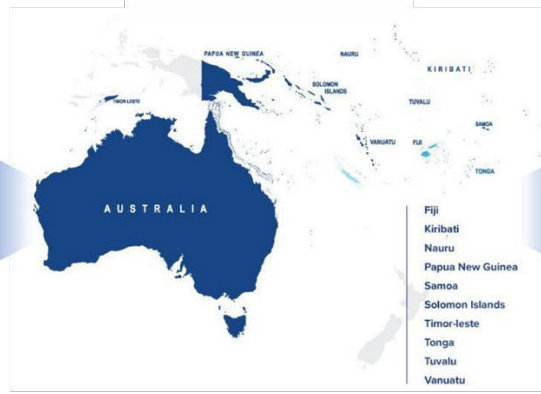 PAPUA NEW GUINEA
NAURU
KIRIBATI
SOLOMON
ISLANDS
TIMOR-LESTE
TUVALU
SAMOA
VANUATU
FIJI
TONGA
AUSTRALIA
Fiji
Kiribati
Nauru
Papua New Guinea
Samoa
Solomon Islands
Timor-leste
Tonga
Tuvalu
Vanuatu